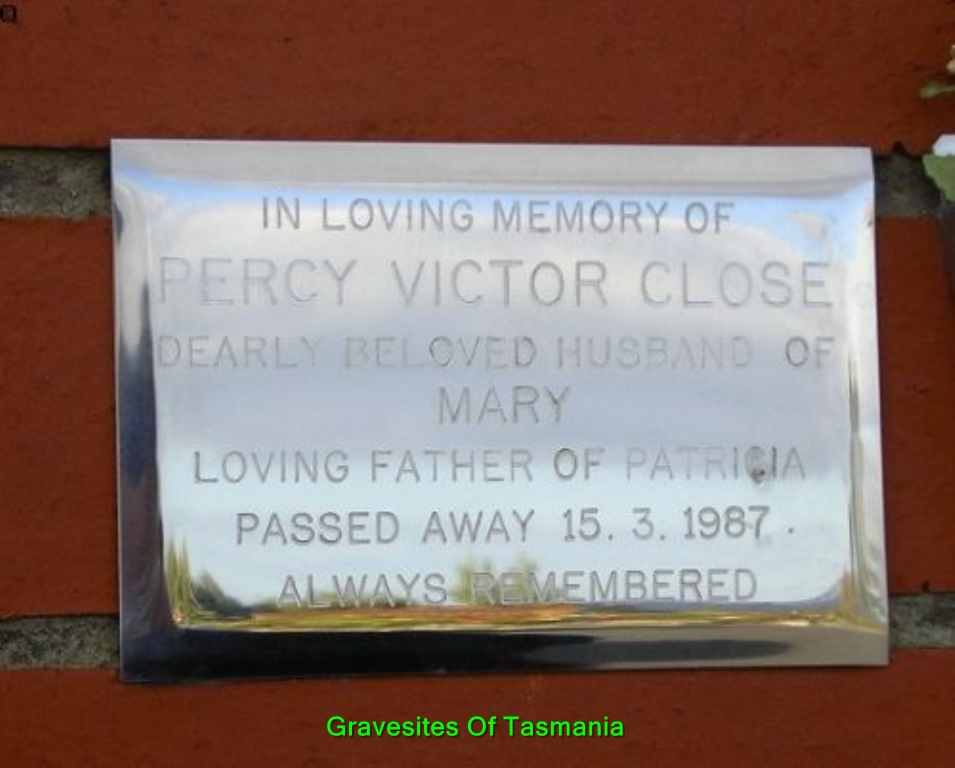 IN LOVING MEMORY OF
PERCY VICTOR CLOSE
DEARLY BELOVED HUSBAND OF
MARY
LOVING FATHER OF PATRICIA
PASSED AWAY 15. 3. 1987.
ALWAYS REMEMBERED
Gravesites Of Tasmania